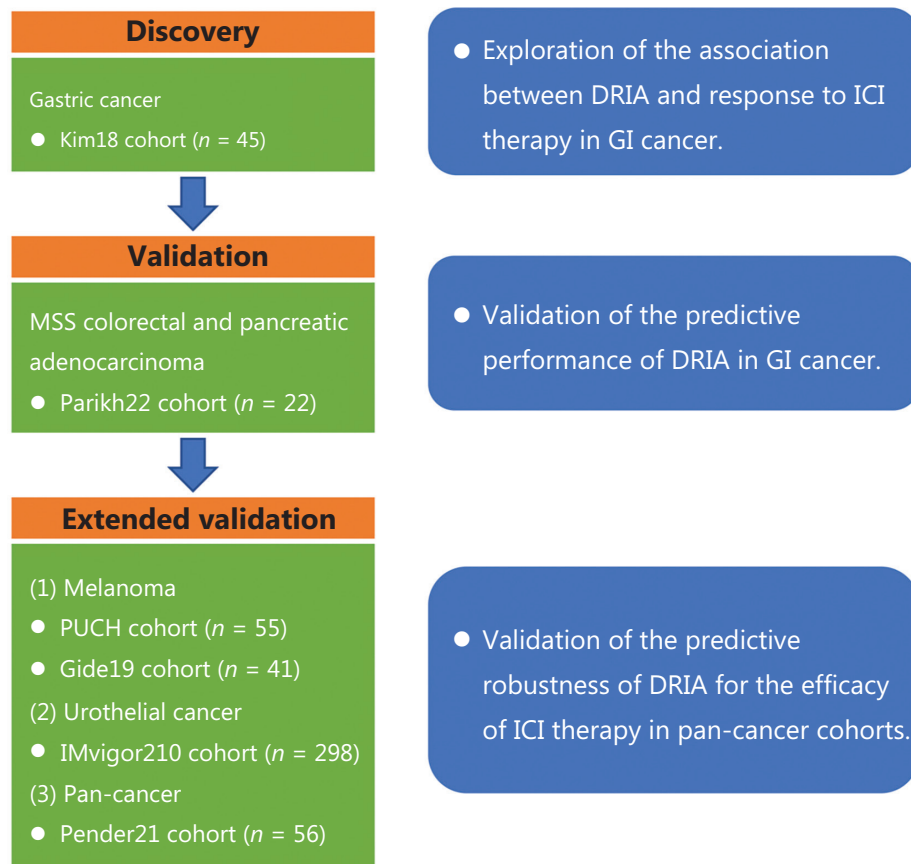 Discovery
Gastric cancer
● Kim18 cohort (n = 45)
● Exploration of the association
between DRIA and response to ICI
therapy in GI cancer.
Validation
MSS colorectal and pancreatic
adenocarcinoma
● Parikh22 cohort (n = 22)
● Validation of the predictive
performance of DRIA in GI cancer.
Extended validation
(1) Melanoma
● PUCH cohort (n = 55)
● Gide19 cohort (n = 41)
(2) Urothelial cancer
● IMvigor210 cohort (n = 298)
(3) Pan-cancer
● Pender21 cohort (n = 56)
● Validation of the predictive
robustness of DRIA for the efficacy
of ICI therapy in pan-cancer cohorts.